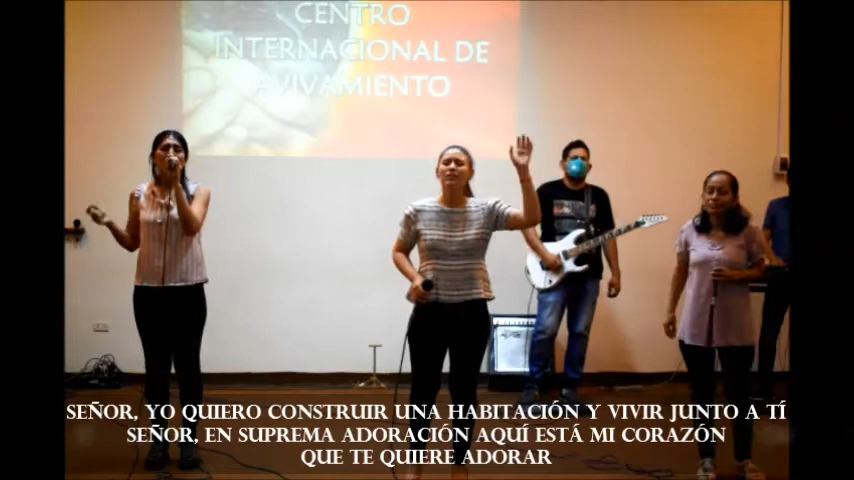 CENTRO
INTERNACIONAL DE
AVIVAMIENTO
SEÑOR, YO QUIERO CONSTRUIR UNA HABITACIÓN Y VIVIR JUNTO A TÍ
SEÑOR, EN SUPREMA ADORACIÓN AQUÍ ESTÁ MI CORAZÓN
QUE TE QUIERE ADORAR